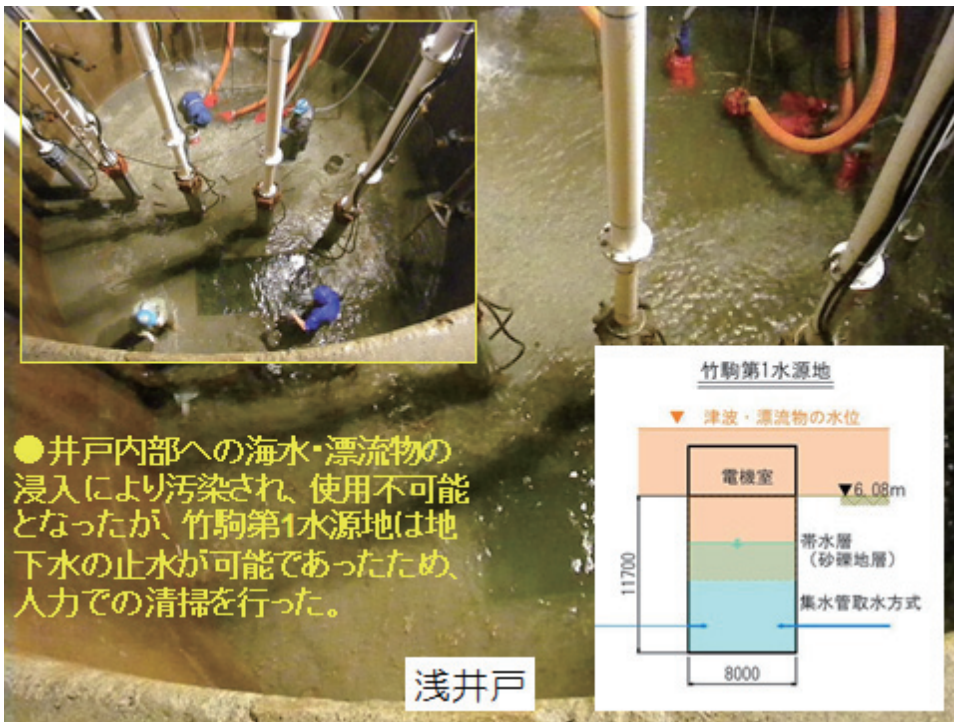 ●井戸内部への海水・漂流物の
浸入により汚染され、使用不可能
となったが、竹駒第1水源地は地
下水の止水が可能であったため、
人力での清掃を行った。
浅井戸
竹駒第1水源地
▼ 津波・漂流物の水位
電機室
▼6.08m
帯水層
（砂礫地層）
集水管取水方式
11700
8000